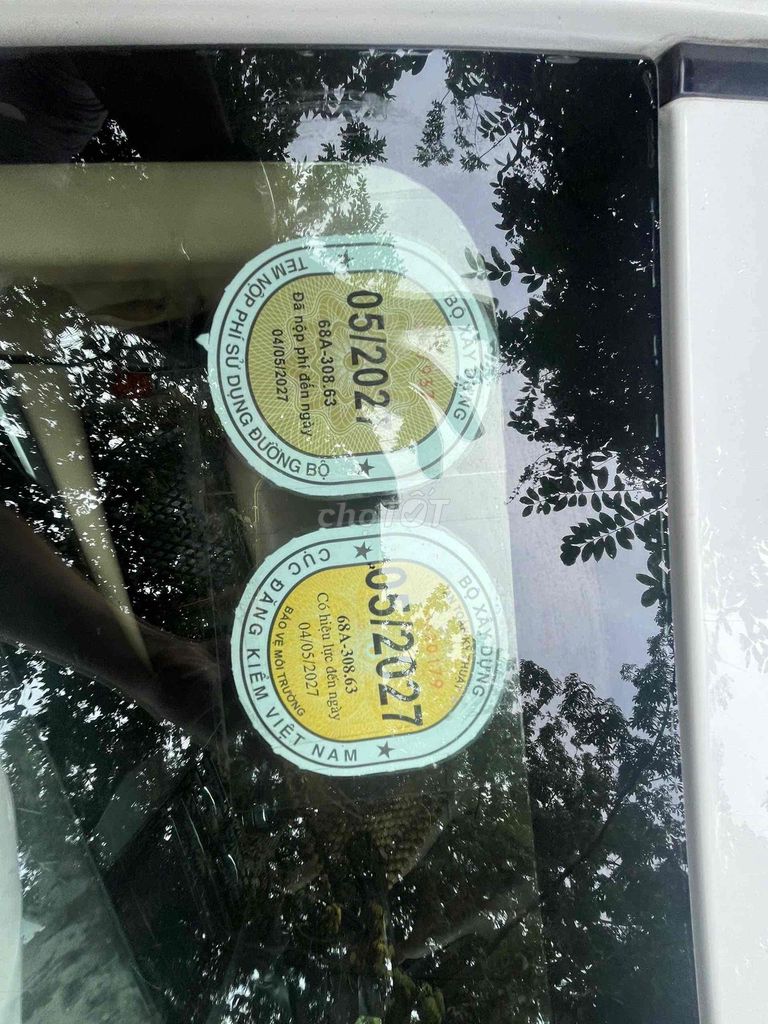 BỘ XÂY DỰNG
937
05/2027
68A-308.63
Đã nộp phí đến ngày
04/05/2027
TEM NỘP PHÍ SỬ DỤNG ĐƯỜNG BỘ
chợTỐT
BỘ XÂY DỰNG
05/2027
68A-308.63
Có hiệu lực đến ngày
04/05/2027
BẢO VỆ MÔI TRƯỜNG
CỤC ĐĂNG KIỂM VIỆT NAM